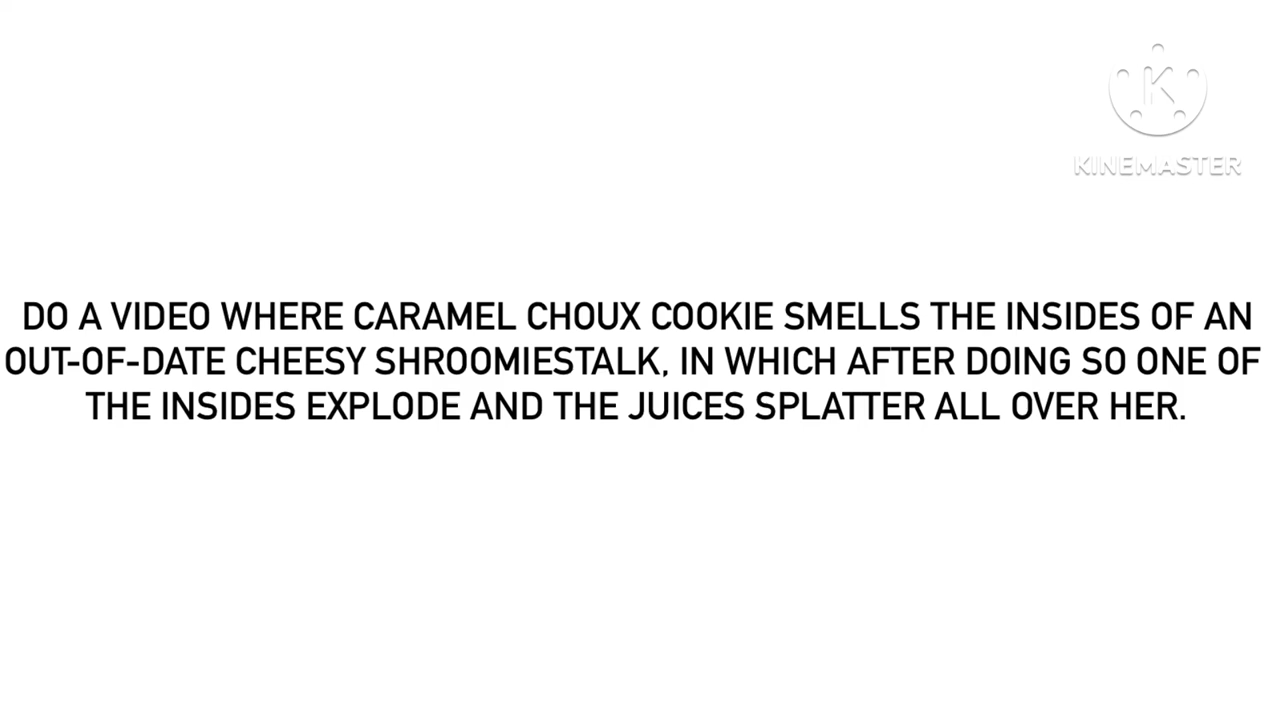 KINEMASTER
DO A VIDEO WHERE CARAMEL CHOUX COOKIE SMELLS THE INSIDES OF AN
OUT-OF-DATE CHEESY SHROOMIESTALK, IN WHICH AFTER DOING SO ONE OF
THE INSIDES EXPLODE AND THE JUICES SPLATTER ALL OVER HER.